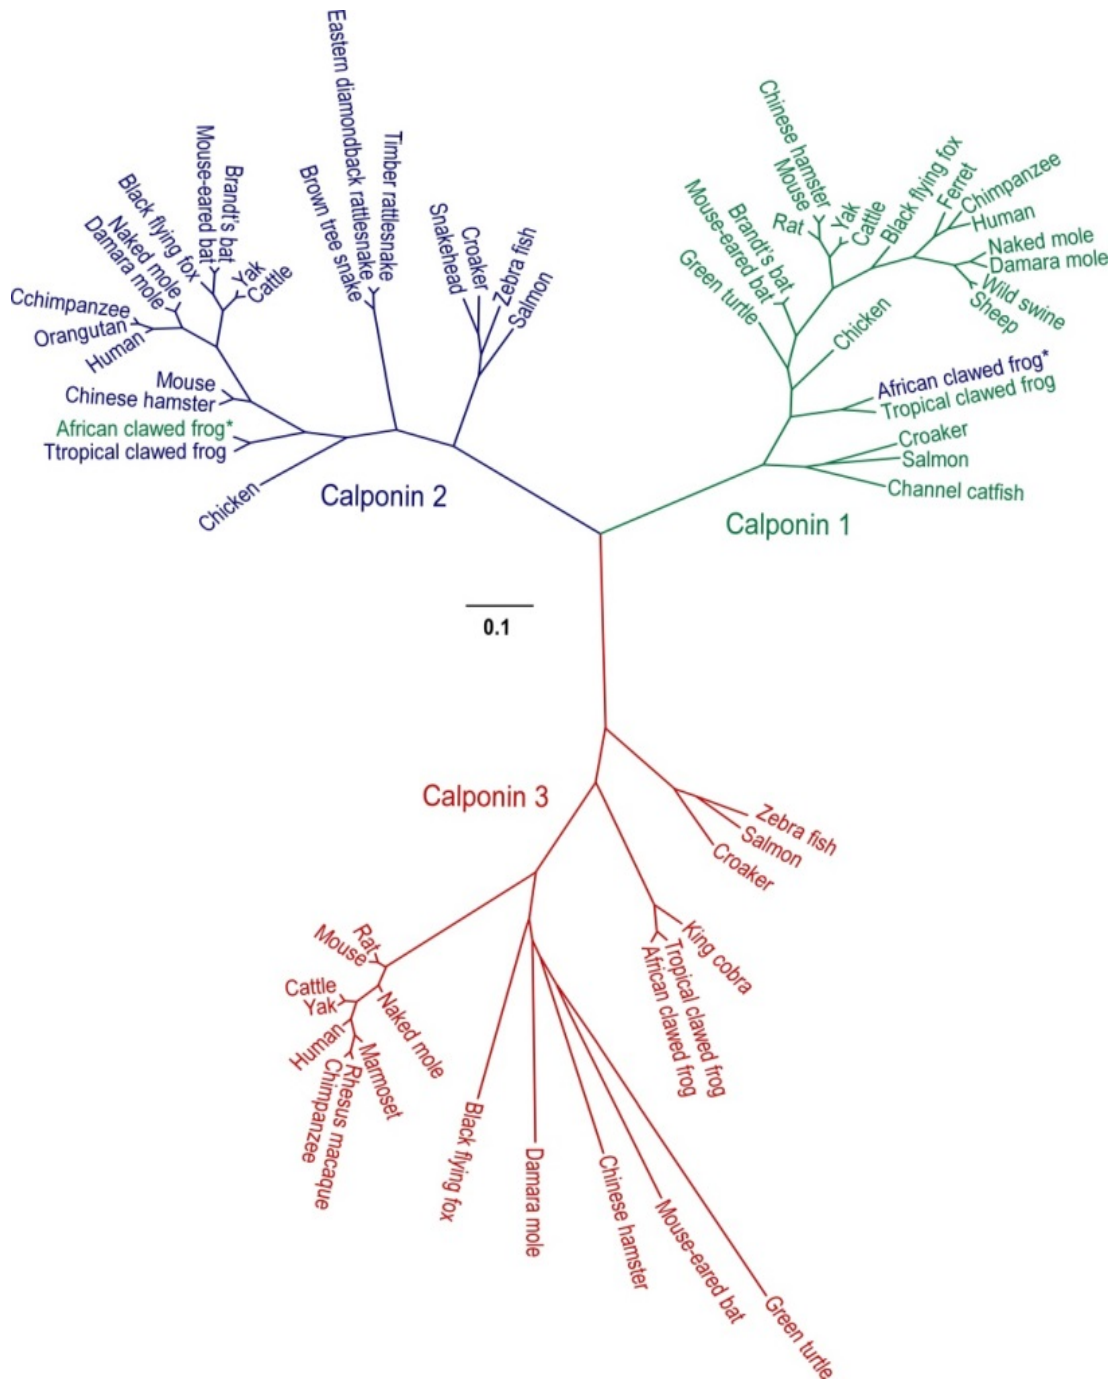 Eastern diamondback rattlesnake
Timber rattlesnake
Brown tree snake
Brandt's bat
Mouse-eared bat
Black flying fox
Yak
Cattle
Naked mole
Damara mole
Cchimpanzee
Orangutan
Human
Mouse
Chinese hamster
African clawed frog*
Ttropical clawed frog
Chicken
Snakehead
Croaker
Zebra fish
Salmon
Calponin 2
Chinese hamster
Mouse
Rat
Yak
Cattle
Brandt's bat
Mouse-eared bat
Green turtle
Black flying fox
Ferret
Chimpanzee
Human
Naked mole
Damara mole
Wild swine
Sheep
Chicken
African clawed frog*
Tropical clawed frog
Croaker
Salmon
Channel catfish
Calponin 1
0.1
Calponin 3
Zebra fish
Salmon
Croaker
King cobra
Tropical clawed frog
African clawed frog
Rat
Mouse
Naked mole
Cattle
Yak
Human
Marmoset
Rhesus macaque
Chimpanzee
Black flying fox
Damara mole
Chinese hamster
Mouse-eared bat
Green turtle